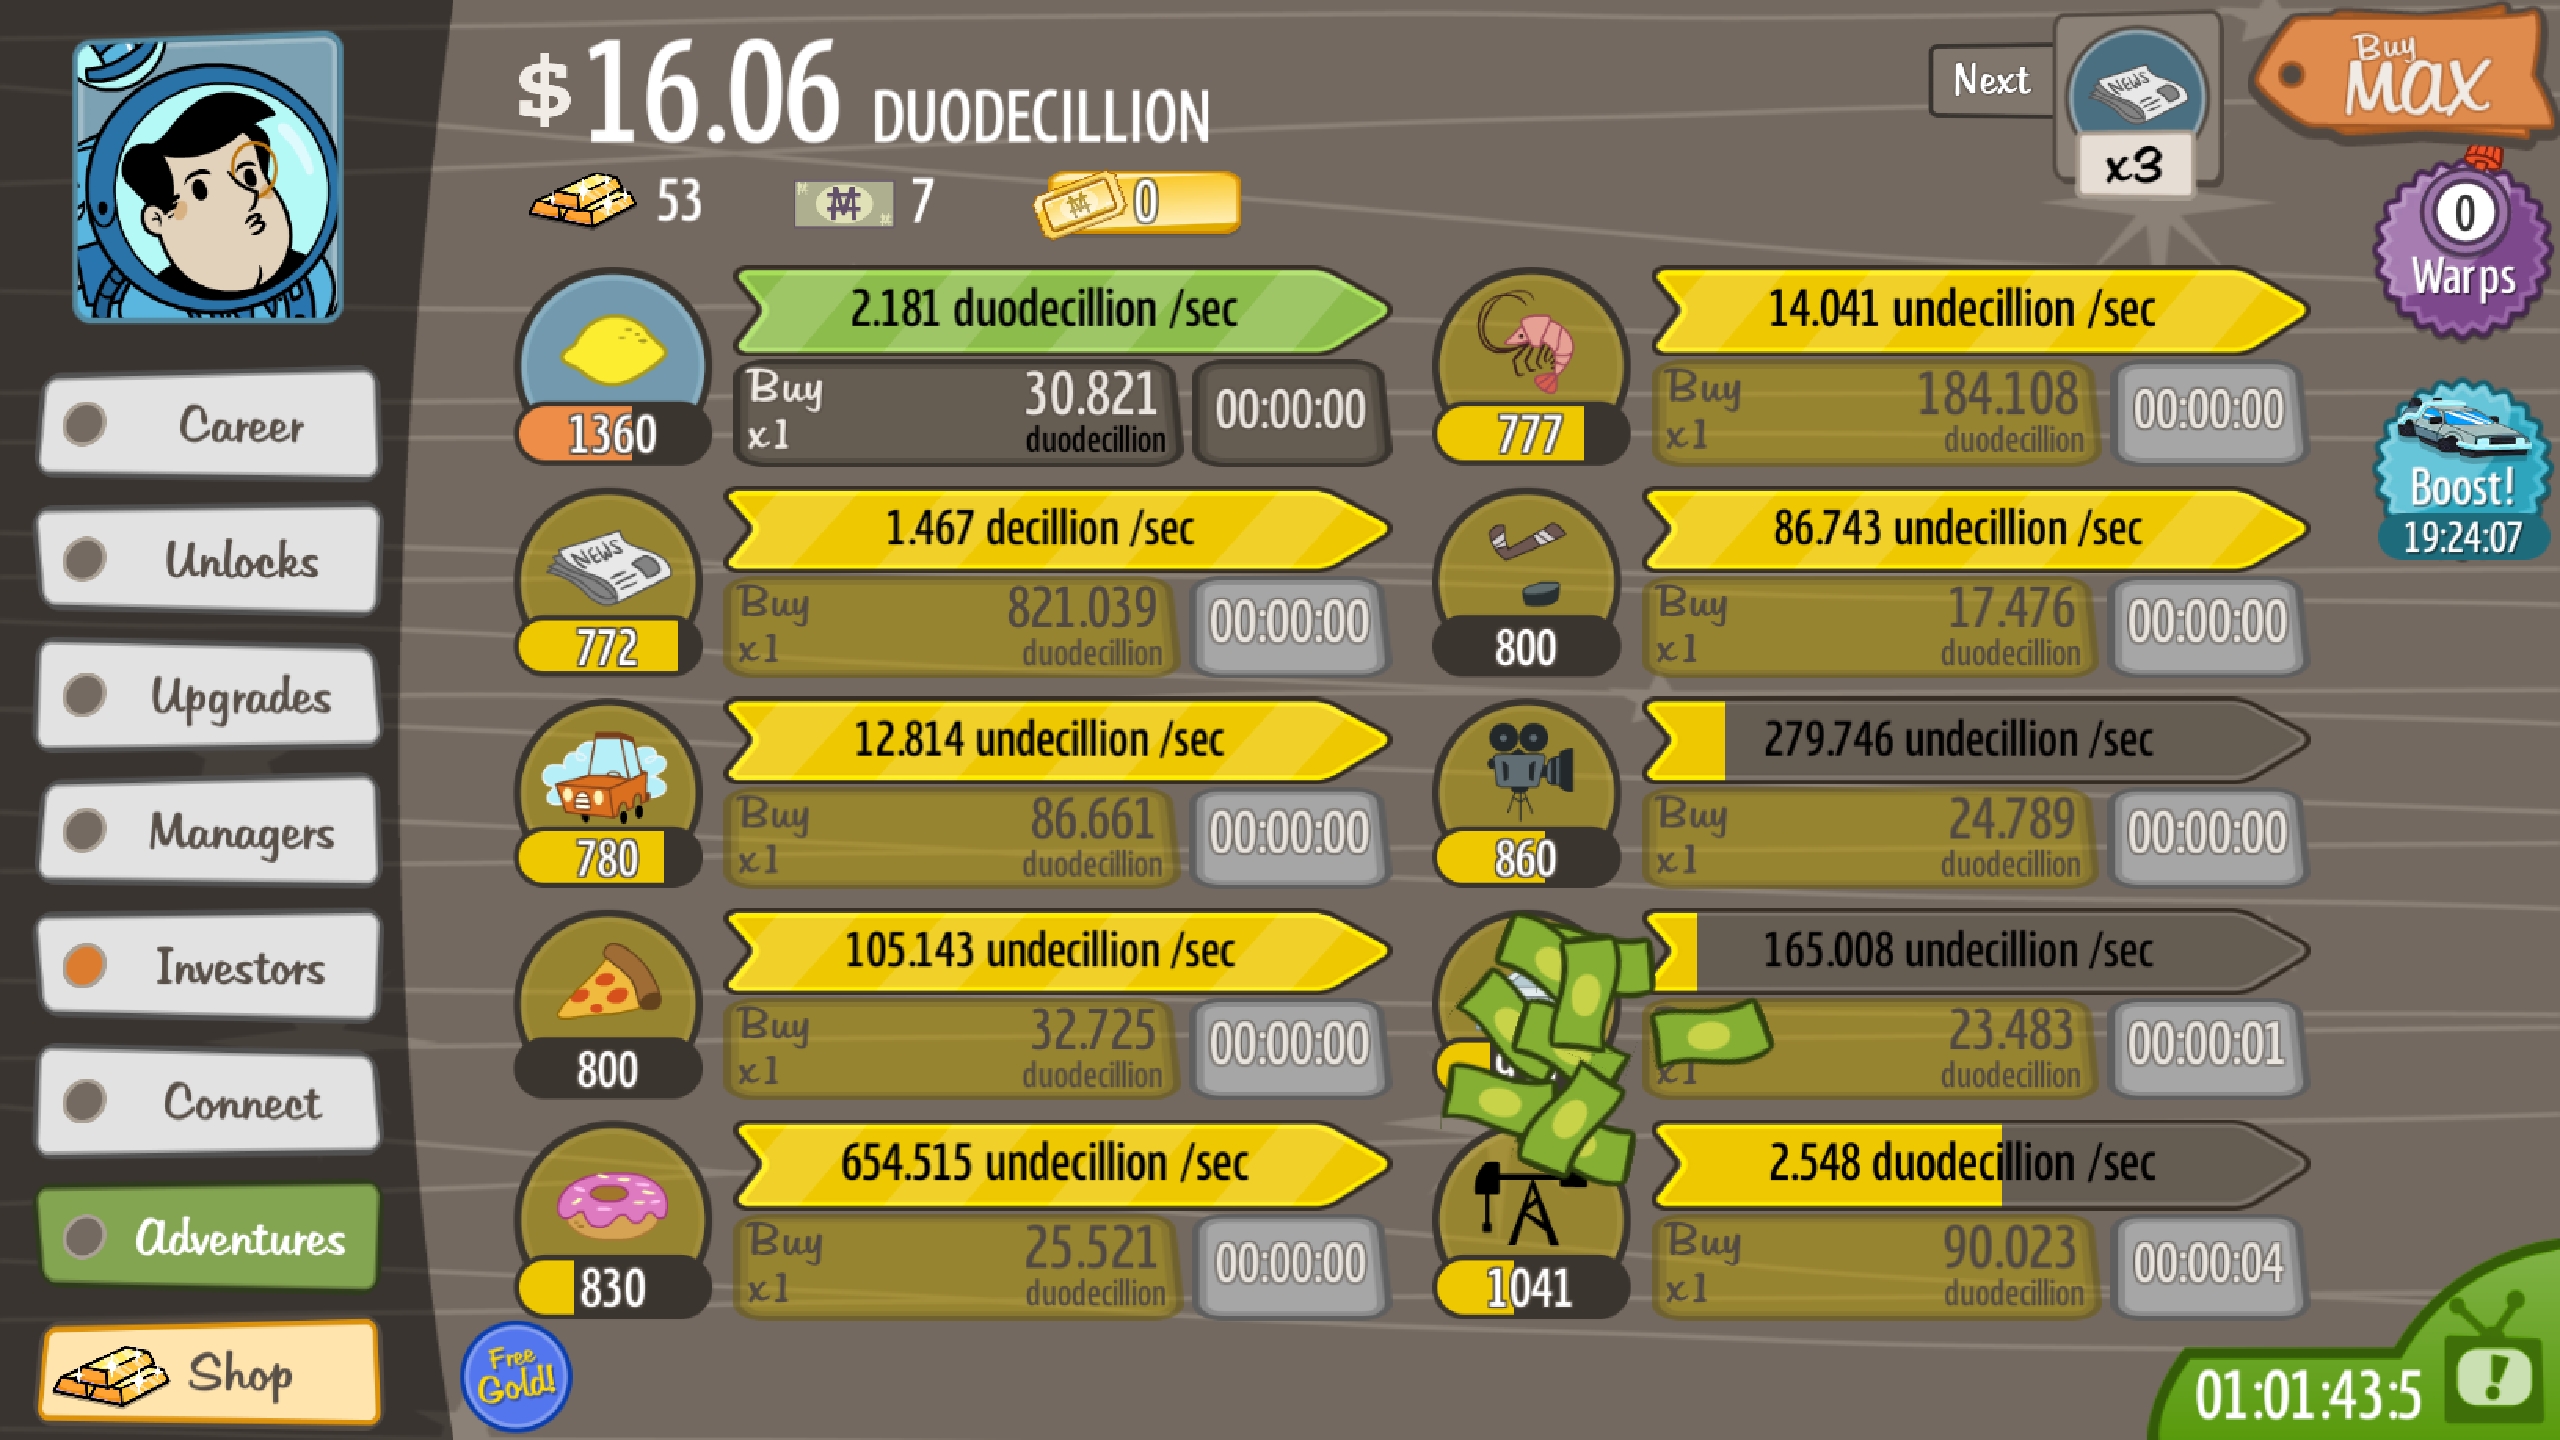 $16.06 DUODECILLION
53
7
0
Next
NEWS
x3
Buy
MAX
0
Warps
Boost!
19:24:07
Career
Unlocks
Upgrades
Managers
Investors
Connect
Adventures
Shop
2.181 duodecillion /sec
1360
Buy
x1
30.821
duodecillion
00:00:00
14.041 undecillion /sec
777
Buy
x1
184.108
duodecillion
00:00:00
NEWS
1.467 decillion /sec
772
Buy
x1
821.039
duodecillion
00:00:00
86.743 undecillion /sec
800
Buy
x1
17.476
duodecillion
00:00:00
12.814 undecillion /sec
780
Buy
x1
86.661
duodecillion
00:00:00
279.746 undecillion /sec
860
Buy
x1
24.789
duodecillion
00:00:00
105.143 undecillion /sec
800
Buy
x1
32.725
duodecillion
00:00:00
165.008 undecillion /sec
x1
23.483
duodecillion
00:00:01
654.515 undecillion /sec
830
Buy
x1
25.521
duodecillion
00:00:00
2.548 duodecillion /sec
1041
Buy
x1
90.023
duodecillion
00:00:04
Free
Gold!
01:01:43:5